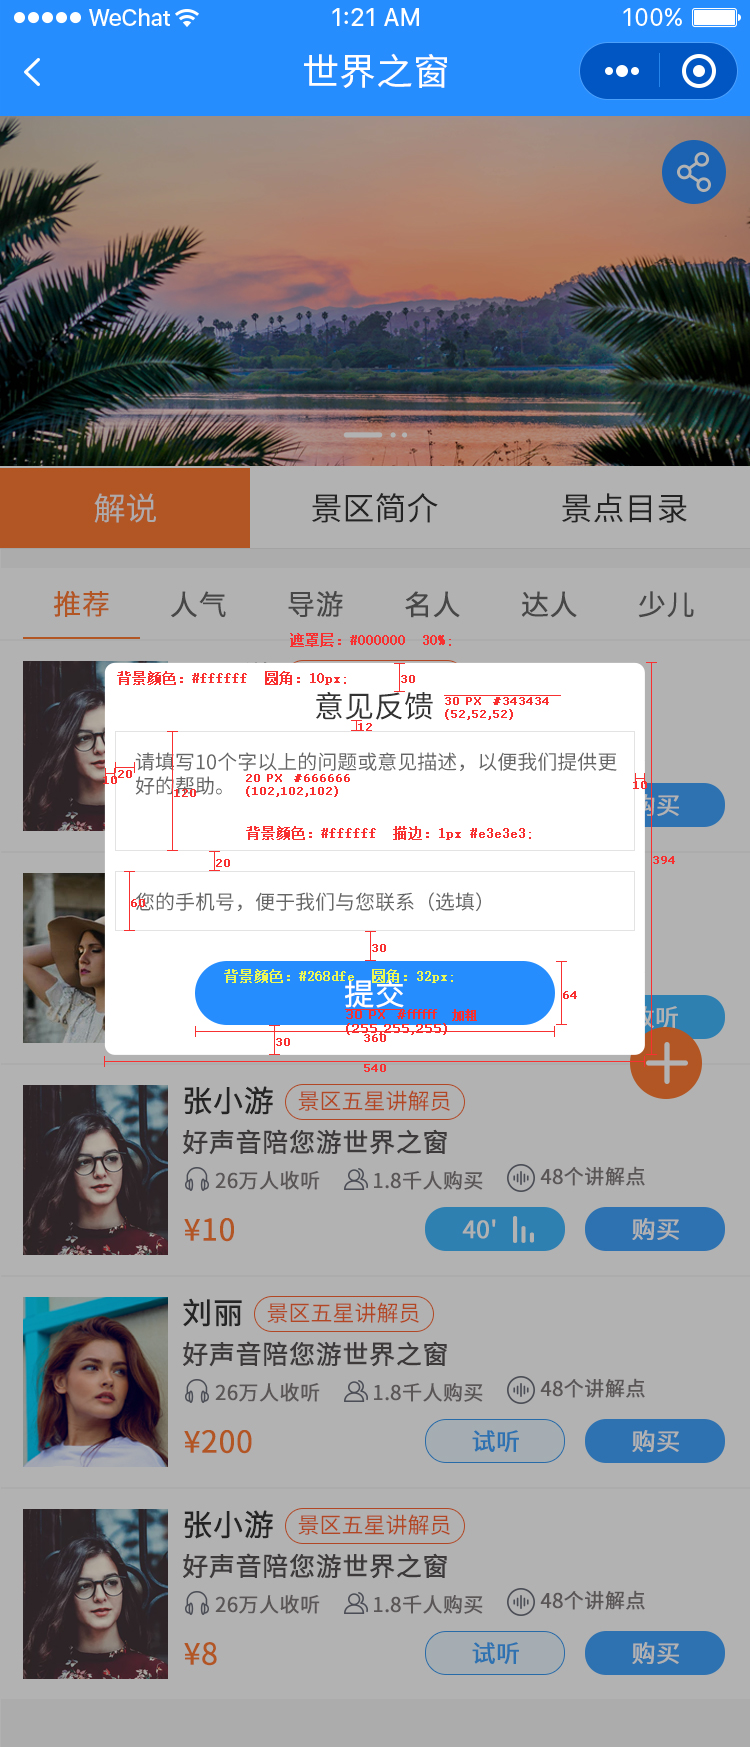 WeChat 1:21 AM 100%
世界之窗
解说 景区简介 景点目录
推荐 人气 导游 名人 达人 少儿
遮罩层：#000000 30%;
背景颜色：#ffffff 圆角：10px;
30
意见反馈
30 PX #343434
(52,52,52)
12
请填写10个字以上的问题或意见描述，以便我们提供更
好的帮助。
20
10
120
20 PX #666666
(102,102,102)
10
购买
背景颜色：#ffffff 描边：1px #e3e3e3;
20
394
您的手机号，便于我们与您联系（选填）
60
30
背景颜色：#268dfe 圆角：32px;
提交
64
30 PX #ffffff 加粗
(255,255,255)
360
30
540
张小游 景区五星讲解员
好声音陪您游世界之窗
26万人收听 1.8千人购买 48个讲解点
¥10 40' 购买
刘丽 景区五星讲解员
好声音陪您游世界之窗
26万人收听 1.8千人购买 48个讲解点
¥200 试听 购买
张小游 景区五星讲解员
好声音陪您游世界之窗
26万人收听 1.8千人购买 48个讲解点
¥8 试听 购买